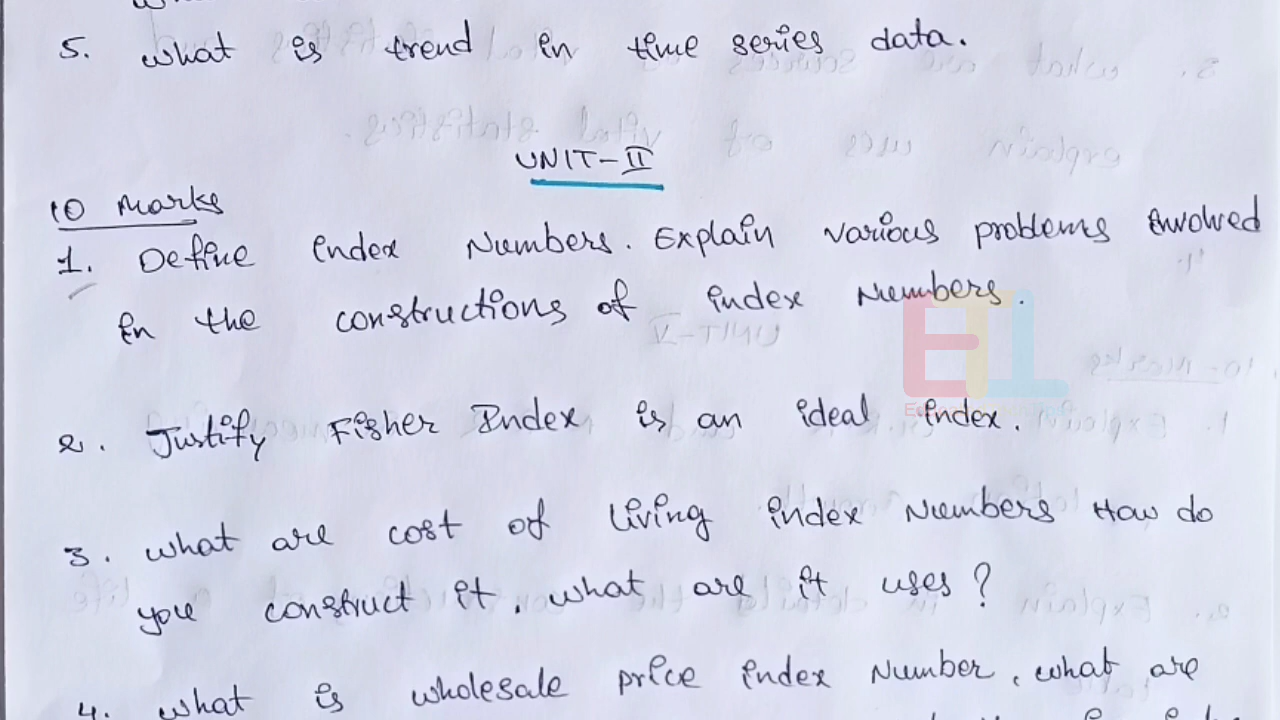 5. what is trend in time series data.
UNIT-II
10 Marks
1. Define index Numbers. Explain various problems involved
in the constructions of index Numbers.
2. Justify Fisher Index is an ideal index.
3. what are cost of living index Numbers How do
you construct it. what are it uses?
4. what is wholesale price index Number. what are